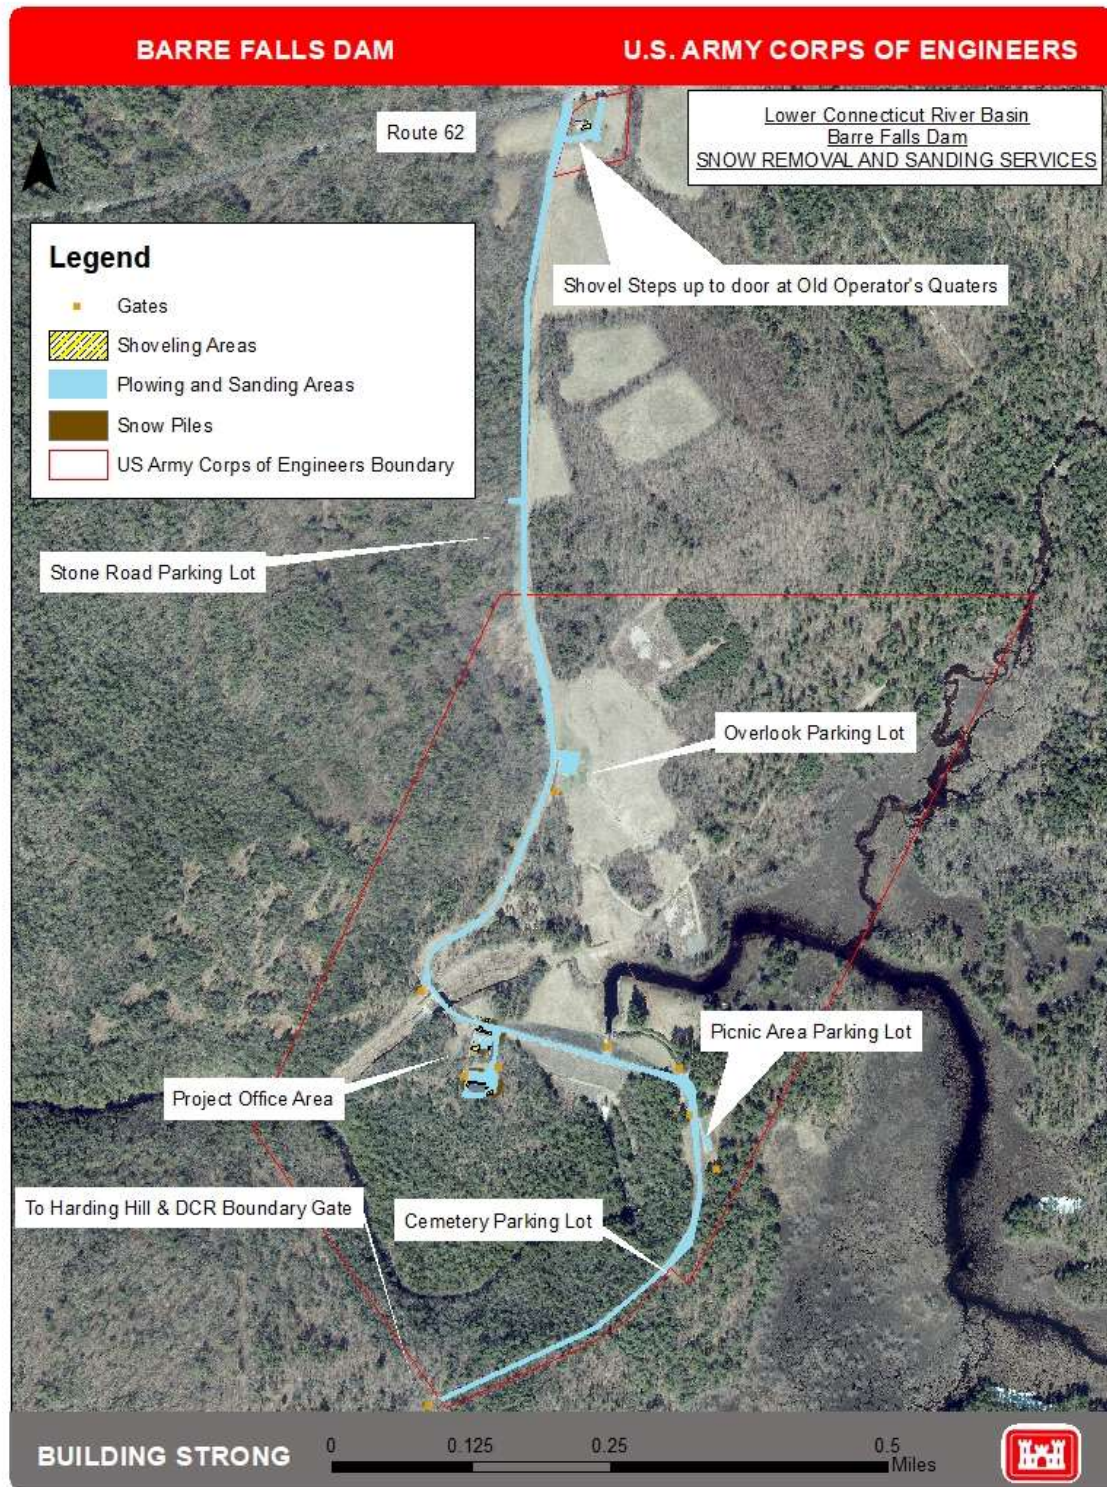 BARRE FALLS DAM
U.S. ARMY CORPS OF ENGINEERS
Route 62
Lower Connecticut River Basin
Barre Falls Dam
SNOW REMOVAL AND SANDING SERVICES
Legend
Gates
Shoveling Areas
Plowing and Sanding Areas
Snow Piles
US Army Corps of Engineers Boundary
Shovel Steps up to door at Old Operator's Quaters
Stone Road Parking Lot
Overlook Parking Lot
Picnic Area Parking Lot
Project Office Area
To Harding Hill & DCR Boundary Gate
Cemetery Parking Lot
BUILDING STRONG
0 0.125 0.25 0.5
Miles